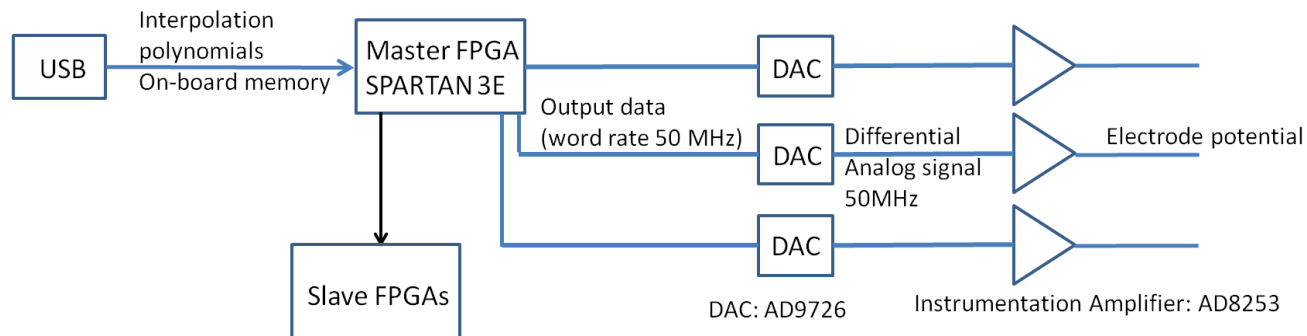 USB
Interpolation
polynomials
On-board memory
Master FPGA
SPARTAN 3E
Output data
(word rate 50 MHz)
DAC
DAC
DAC
Differential
Analog signal
50MHz
Electrode potential
Slave FPGAs
DAC: AD9726
Instrumentation Amplifier: AD8253